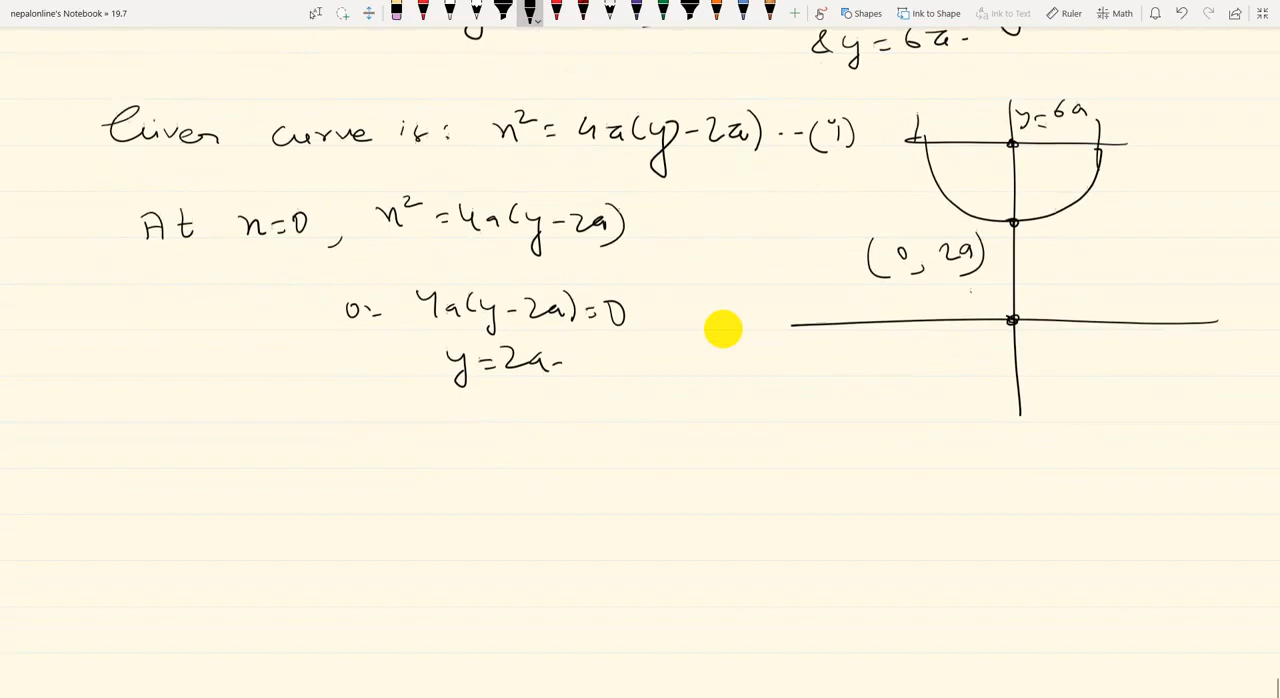 nepalonline's Notebook » 19.7
Shapes Ink to Shape Ink to Text Ruler Math
& y = 6a.
Given curve is: x² = 4a(y-2a) --(i)
y=6a
At x=0, x² = 4a(y-2a)
(0, 2a)
or 4a(y-2a)=0
y=2a.